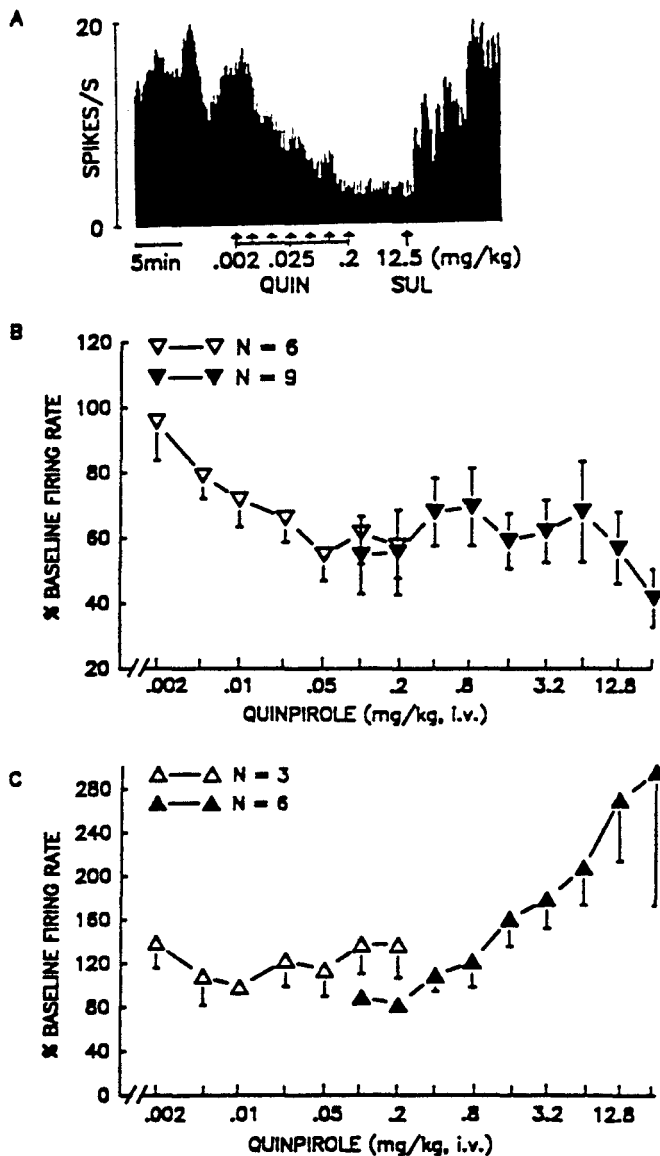 A
20
SPIKES/S
0
5min
.002 .025 .2 12.5 (mg/kg)
QUIN SUL
B
120
N = 6
N = 9
100
80
60
40
20
% BASELINE FIRING RATE
.002 .01 .05 .2 .8 3.2 12.8
QUINPIROLE (mg/kg, i.v.)
C
N = 3
280
N = 6
240
200
160
120
80
40
0
% BASELINE FIRING RATE
.002 .01 .05 .2 .8 3.2 12.8
QUINPIROLE (mg/kg, i.v.)